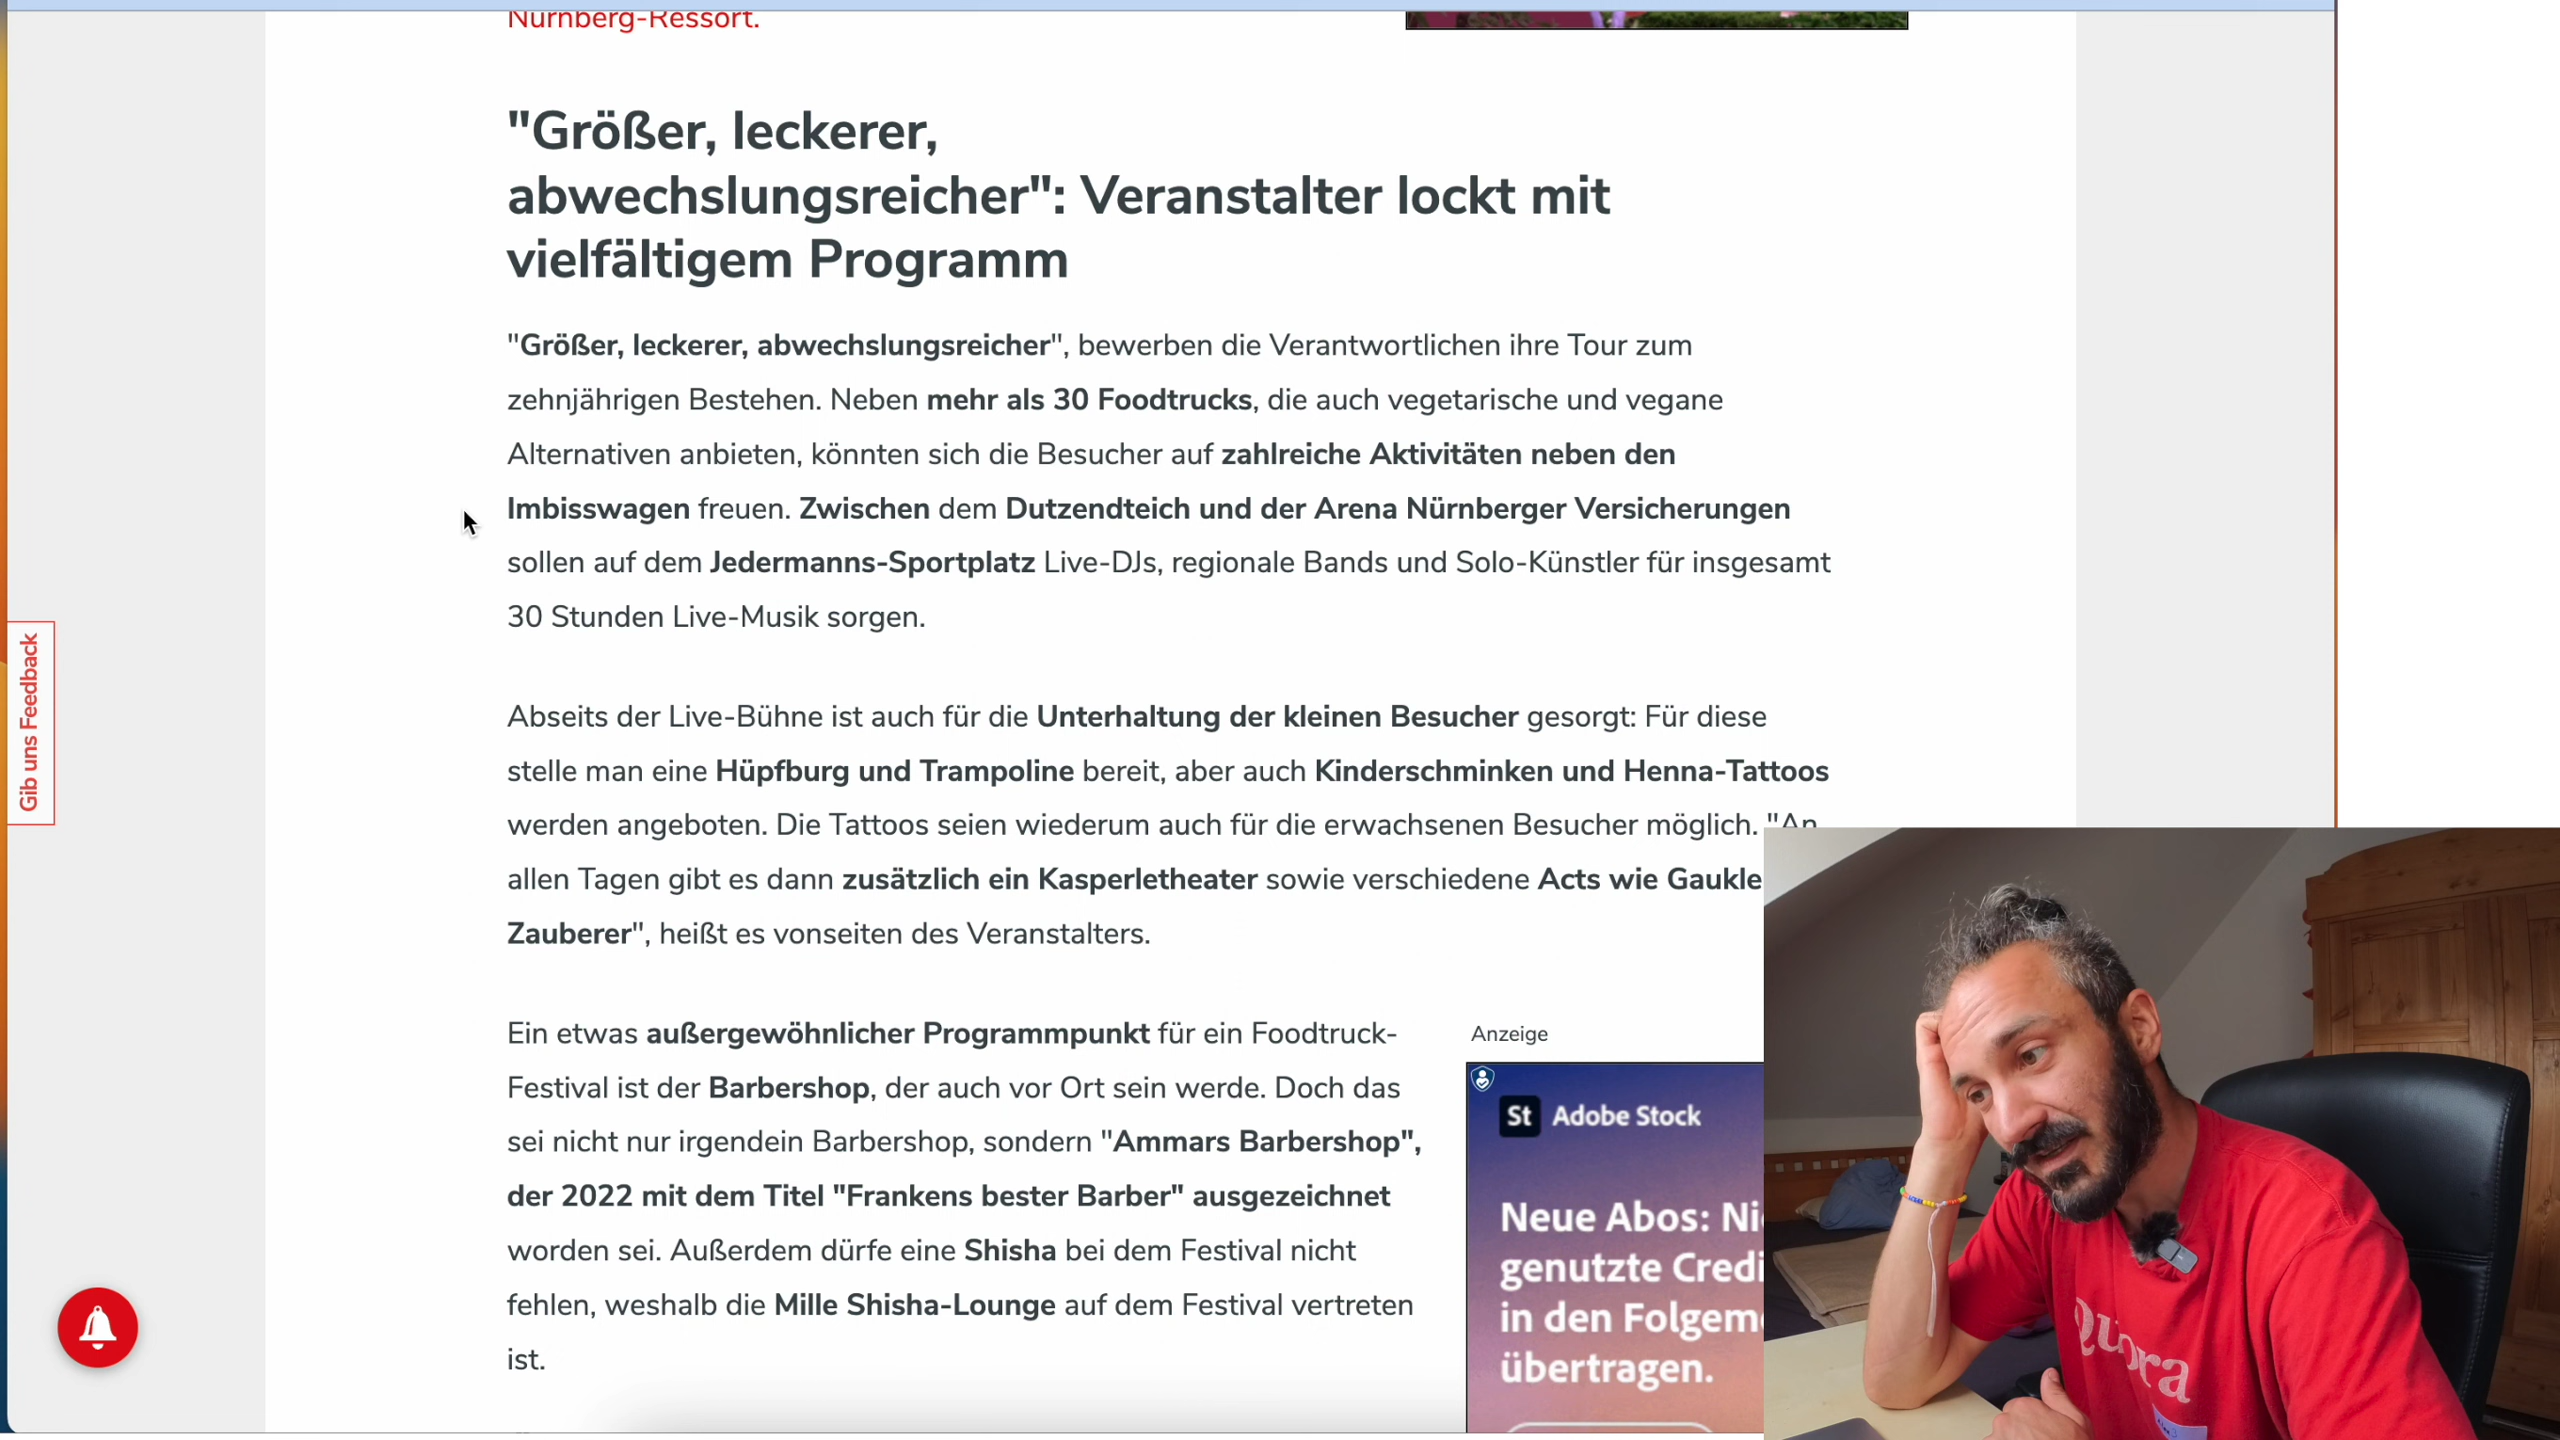 Nürnberg-Ressort.
"Größer, leckerer,
abwechslungsreicher": Veranstalter lockt mit
vielfältigem Programm
"Größer, leckerer, abwechslungsreicher", bewerben die Verantwortlichen ihre Tour zum
zehnjährigen Bestehen. Neben mehr als 30 Foodtrucks, die auch vegetarische und vegane
Alternativen anbieten, könnten sich die Besucher auf zahlreiche Aktivitäten neben den
Imbisswagen freuen. Zwischen dem Dutzendteich und der Arena Nürnberger Versicherungen
sollen auf dem Jedermanns-Sportplatz Live-DJs, regionale Bands und Solo-Künstler für insgesamt
30 Stunden Live-Musik sorgen.
Abseits der Live-Bühne ist auch für die Unterhaltung der kleinen Besucher gesorgt: Für diese
stelle man eine Hüpfburg und Trampoline bereit, aber auch Kinderschminken und Henna-Tattoos
werden angeboten. Die Tattoos seien wiederum auch für die erwachsenen Besucher möglich. "An
allen Tagen gibt es dann zusätzlich ein Kasperletheater sowie verschiedene Acts wie Gaukle
Zauberer", heißt es vonseiten des Veranstalters.
Ein etwas außergewöhnlicher Programmpunkt für ein Foodtruck-
Festival ist der Barbershop, der auch vor Ort sein werde. Doch das
sei nicht nur irgendein Barbershop, sondern "Ammars Barbershop",
der 2022 mit dem Titel "Frankens bester Barber" ausgezeichnet
worden sei. Außerdem dürfe eine Shisha bei dem Festival nicht
fehlen, weshalb die Mille Shisha-Lounge auf dem Festival vertreten
ist.
Anzeige
St Adobe Stock
Neue Abos: Ni
genutzte Credi
in den Folgem
übertragen.
Gib uns Feedback
Quora